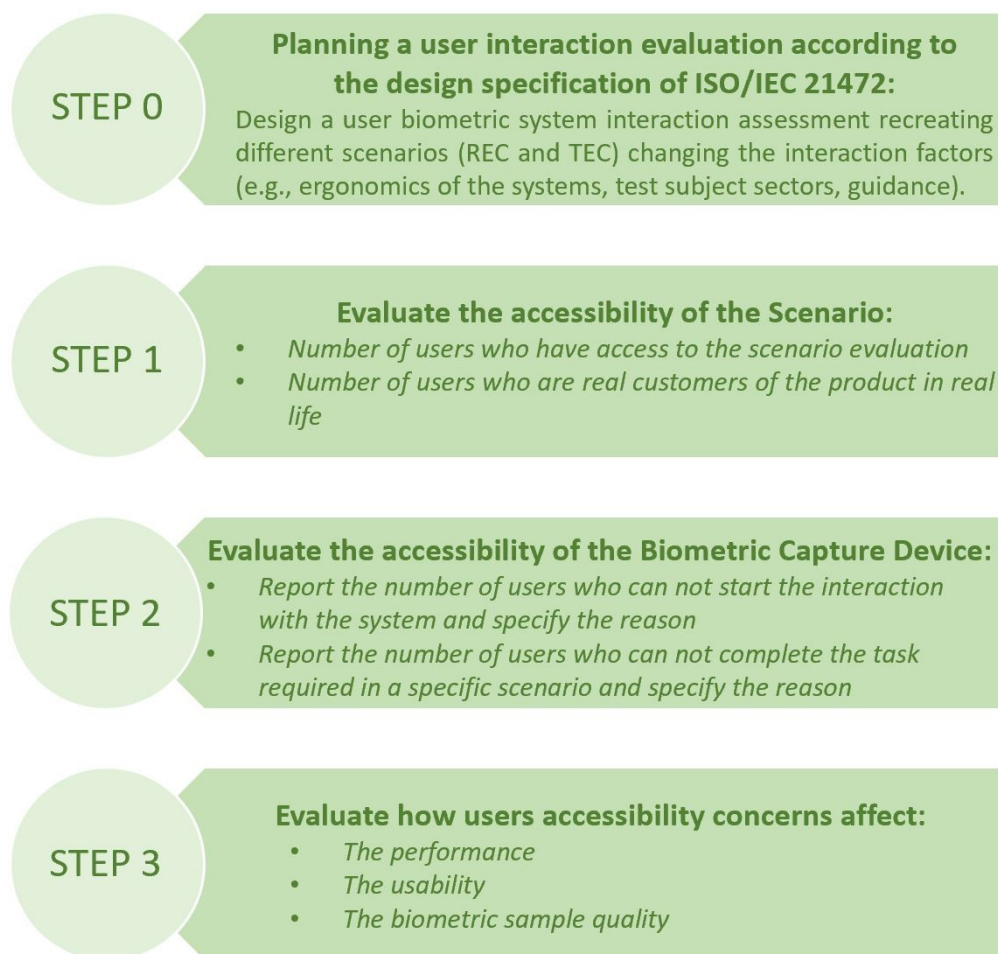 STEP 0
Planning a user interaction evaluation according to
the design specification of ISO/IEC 21472:
Design a user biometric system interaction assessment recreating
different scenarios (REC and TEC) changing the interaction factors
(e.g., ergonomics of the systems, test subject sectors, guidance).
STEP 1
Evaluate the accessibility of the Scenario:
• Number of users who have access to the scenario evaluation
• Number of users who are real customers of the product in real
life
STEP 2
Evaluate the accessibility of the Biometric Capture Device:
• Report the number of users who can not start the interaction
with the system and specify the reason
• Report the number of users who can not complete the task
required in a specific scenario and specify the reason
STEP 3
Evaluate how users accessibility concerns affect:
• The performance
• The usability
• The biometric sample quality